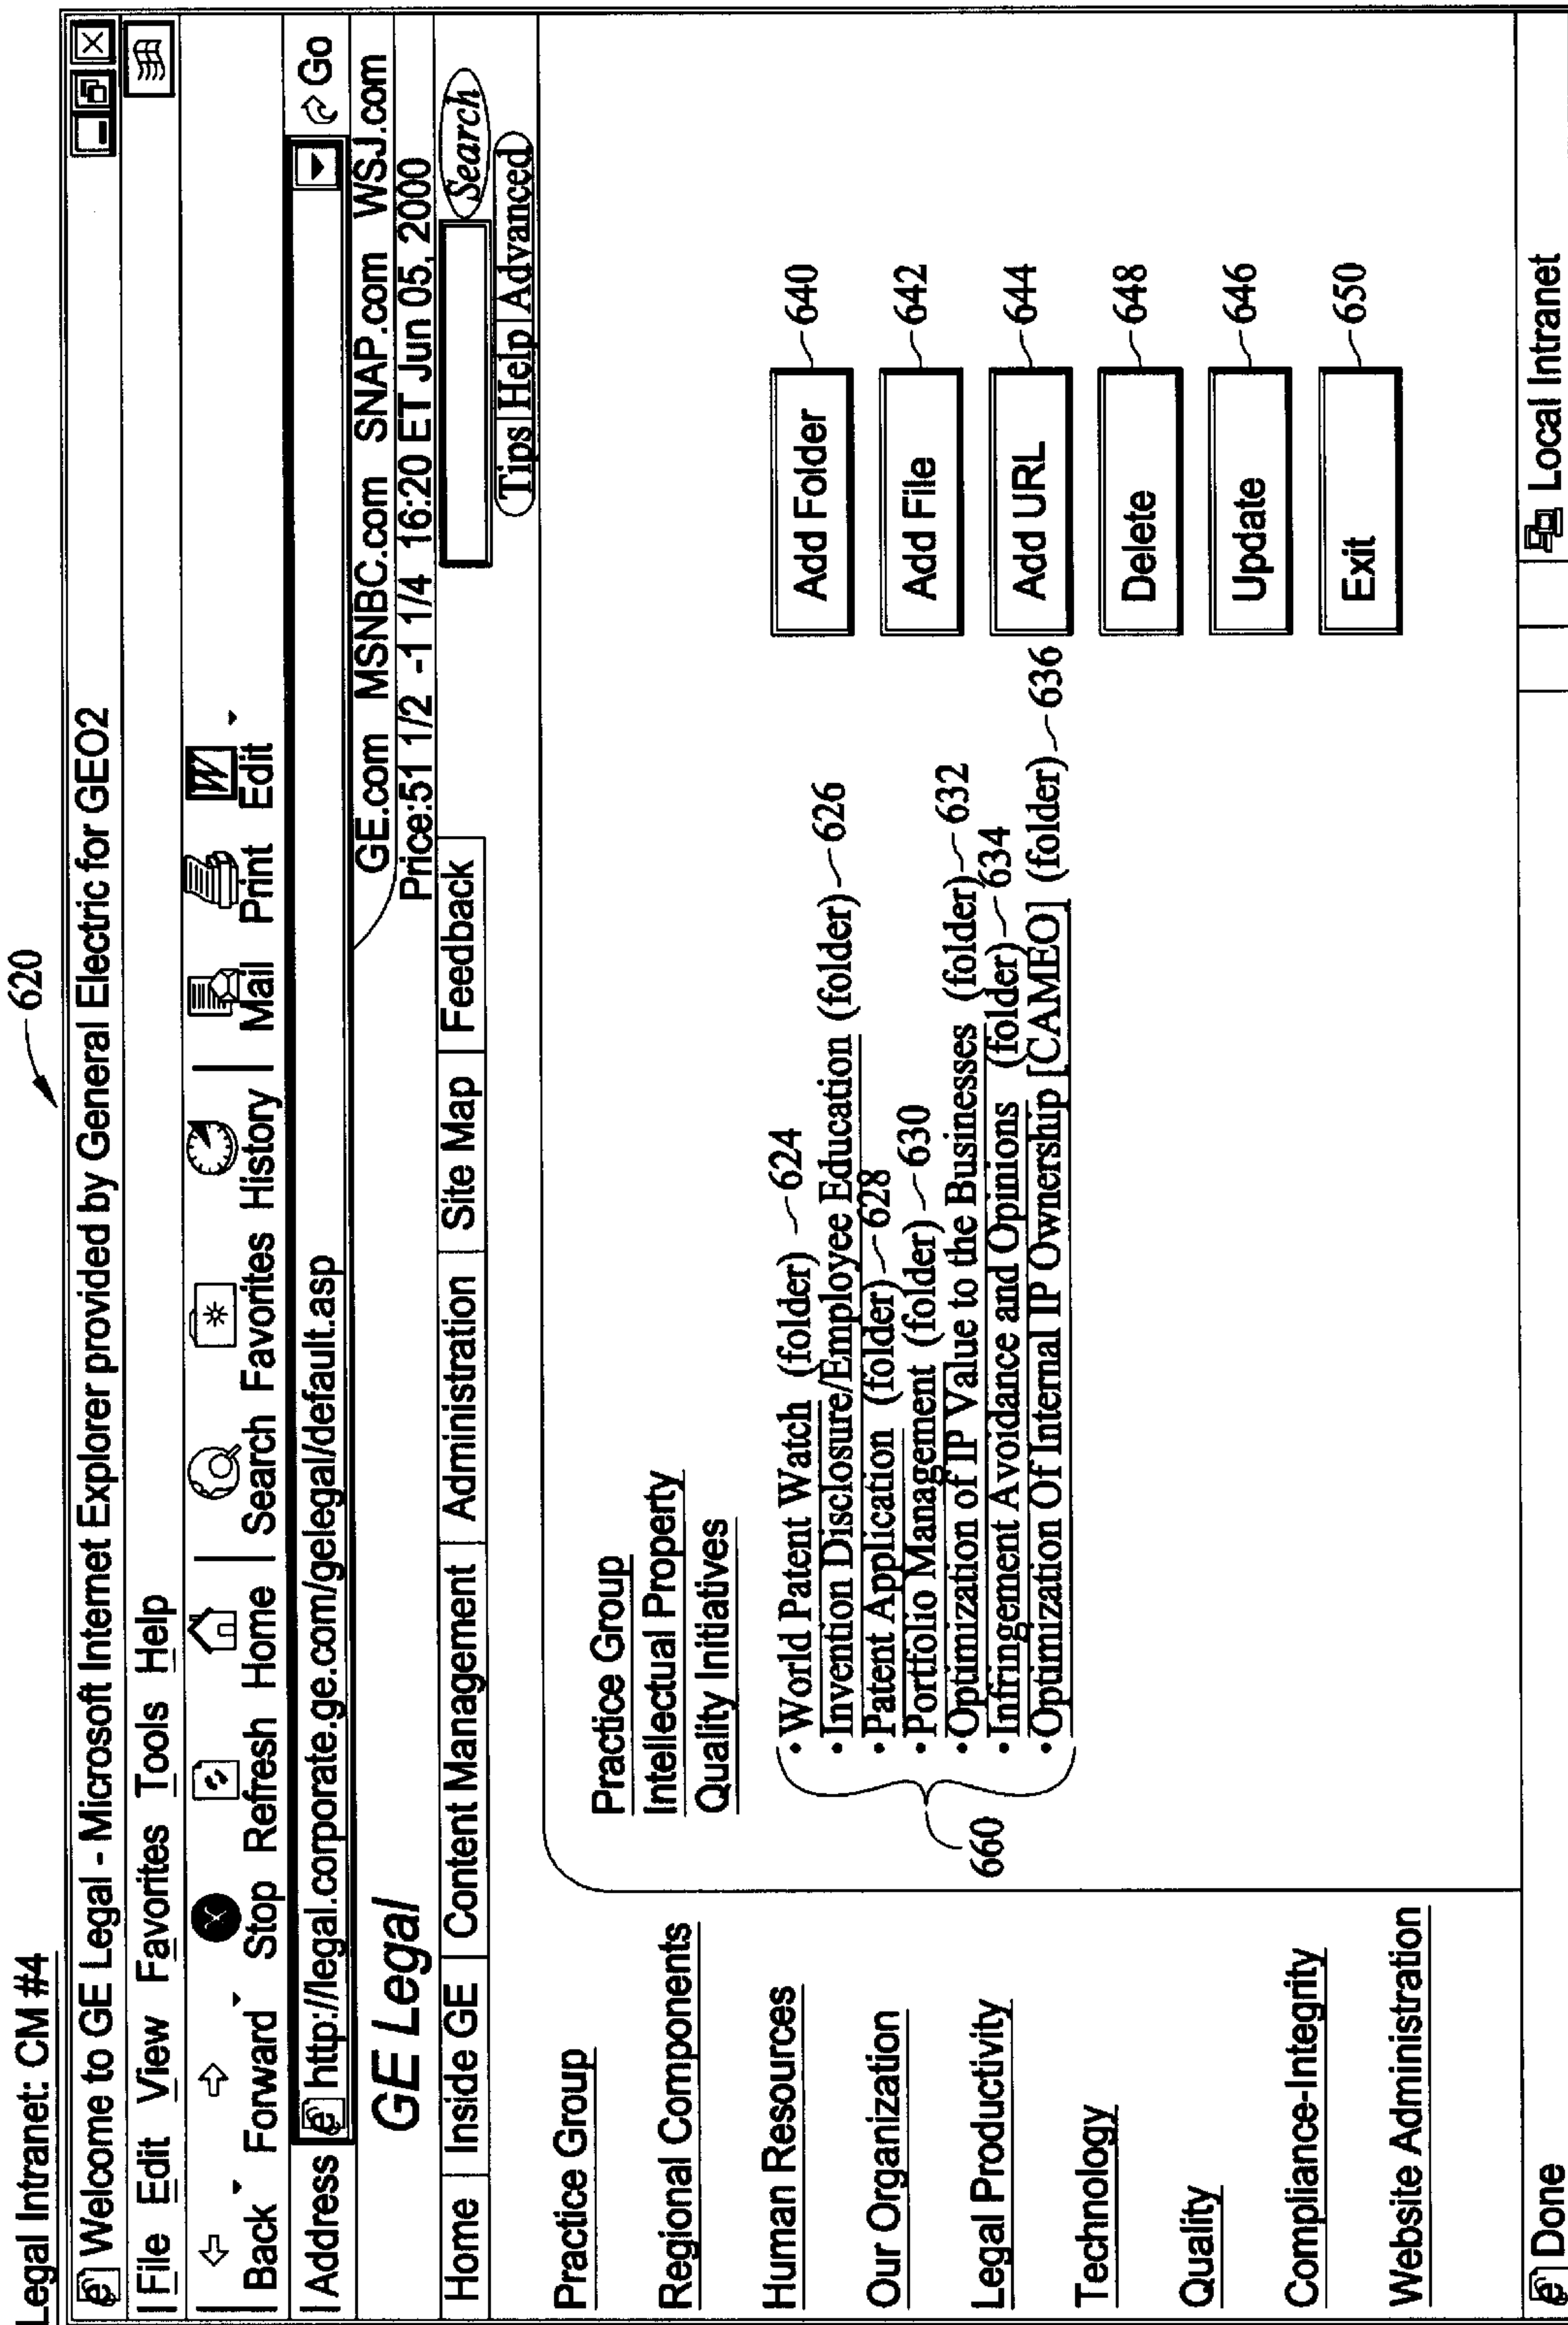 Legal Intranet: CM #4
620
Welcome to GE Legal - Microsoft Internet Explorer provided by General Electric for GEO2
File Edit View Favorites Tools Help
Back Forward Stop Refresh Home Search Favorites History Mail Print Edit
W
Address http://legal.corporate.ge.com/gelegal/default.asp Go
GE Legal
GE.com MSNBC.com SNAP.com WSJ.com
Price:51 1/2 -1 1/4 16:20 ET Jun 05, 2000
Home Inside GE Content Management Administration Site Map Feedback Search
Tips Help Advanced
Practice Group
Regional Components
Human Resources
Our Organization
Legal Productivity
Technology
Quality
Compliance-Integrity
Website Administration
Practice Group
Intellectual Property
Quality Initiatives
660
• World Patent Watch (folder) 624
• Invention Disclosure/Employee Education (folder) 626
• Patent Application (folder) 628
• Portfolio Management (folder) 630
• Optimization of IP Value to the Businesses (folder) 632
• Infringement Avoidance and Opinions (folder) 634
• Optimization Of Internal IP Ownership [CAMEO] (folder) 636
Add Folder 640
Add File 642
Add URL 644
Delete 648
Update 646
Exit 650
Done Local Intranet